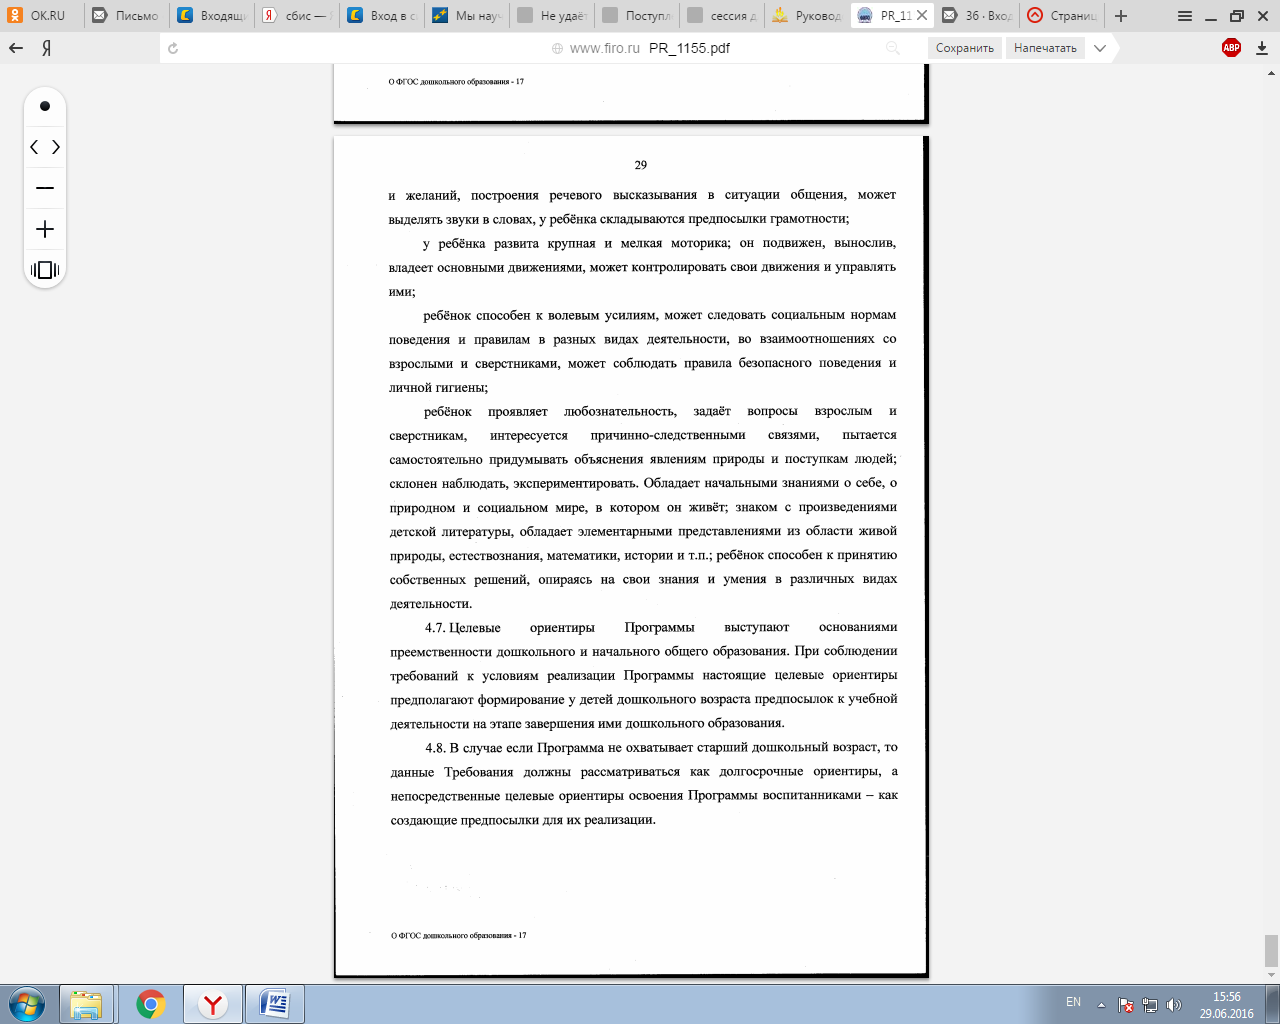 OK.RU
Письмо
Входящи
сбис — Я
Вход в си
Мы науч
Не удаёт
Поступл
сессия д
Руковод
PR_11
36 · Вход
Страниц
www.firo.ru PR_1155.pdf
Сохранить
Напечатать
ABP
О ФГОС дошкольного образования - 17
29
и желаний, построения речевого высказывания в ситуации общения, может
выделять звуки в словах, у ребёнка складываются предпосылки грамотности;
у ребёнка развита крупная и мелкая моторика; он подвижен, вынослив,
владеет основными движениями, может контролировать свои движения и управлять
ими;
ребёнок способен к волевым усилиям, может следовать социальным нормам
поведения и правилам в разных видах деятельности, во взаимоотношениях со
взрослыми и сверстниками, может соблюдать правила безопасного поведения и
личной гигиены;
ребёнок проявляет любознательность, задаёт вопросы взрослым и
сверстникам, интересуется причинно-следственными связями, пытается
самостоятельно придумывать объяснения явлениям природы и поступкам людей;
склонен наблюдать, экспериментировать. Обладает начальными знаниями о себе, о
природном и социальном мире, в котором он живёт; знаком с произведениями
детской литературы, обладает элементарными представлениями из области живой
природы, естествознания, математики, истории и т.п.; ребёнок способен к принятию
собственных решений, опираясь на свои знания и умения в различных видах
деятельности.
4.7. Целевые ориентиры Программы выступают основаниями
преемственности дошкольного и начального общего образования. При соблюдении
требований к условиям реализации Программы настоящие целевые ориентиры
предполагают формирование у детей дошкольного возраста предпосылок к учебной
деятельности на этапе завершения ими дошкольного образования.
4.8. В случае если Программа не охватывает старший дошкольный возраст, то
данные Требования должны рассматриваться как долгосрочные ориентиры, а
непосредственные целевые ориентиры освоения Программы воспитанниками – как
создающие предпосылки для их реализации.
О ФГОС дошкольного образования - 17
EN
15:56
29.06.2016